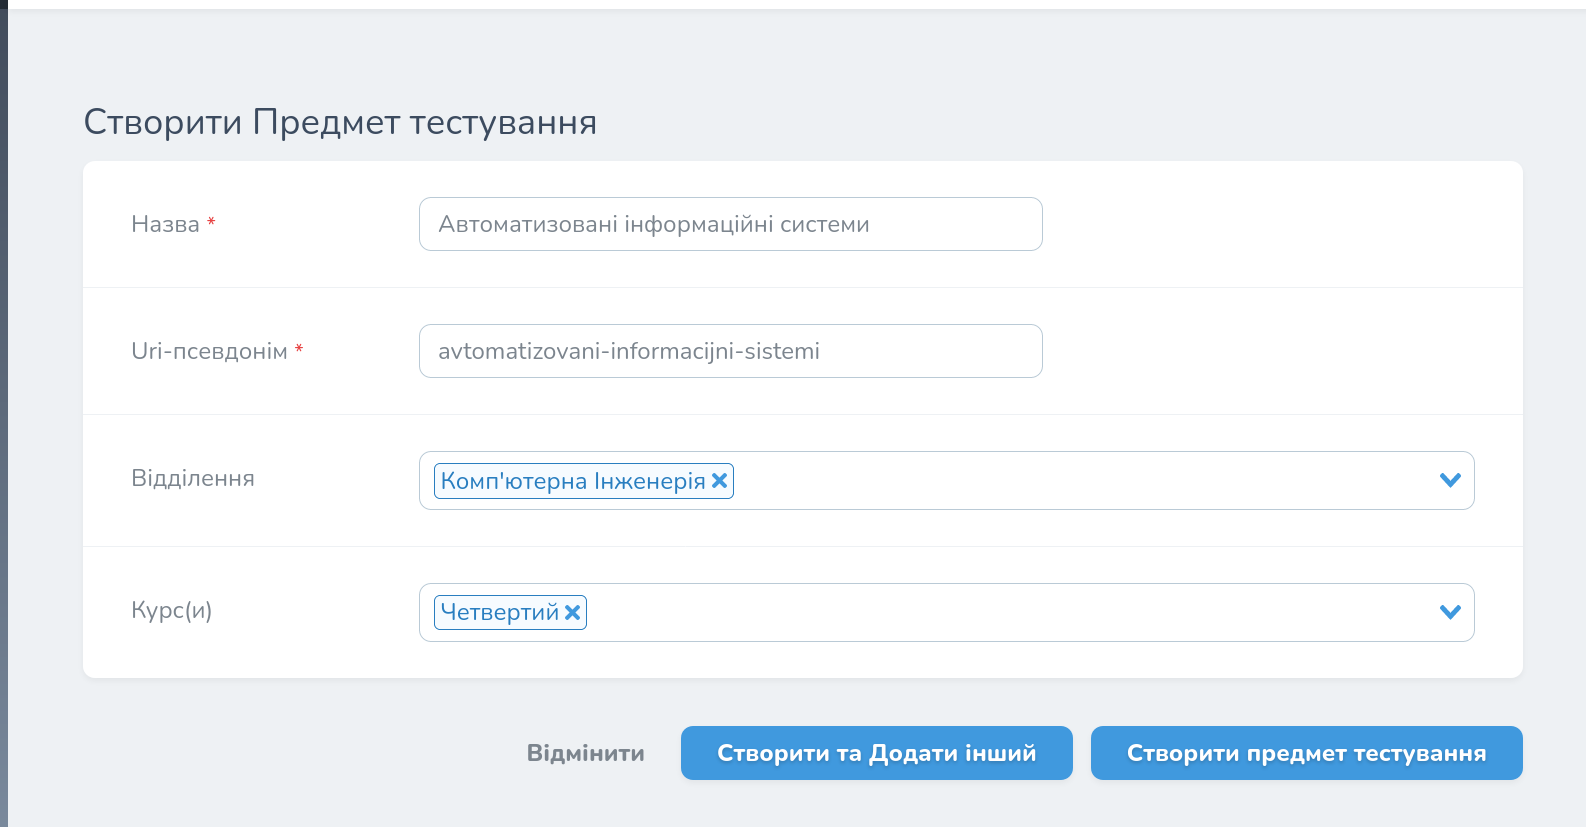 Створити Предмет тестування
Назва *
Автоматизовані інформаційні системи
Uri-псевдонім *
avtomatizovani-informacijni-sistemi
Відділення
Комп'ютерна Інженерія
Курс(и)
Четвертий
Відмінити
Створити та Додати інший
Створити предмет тестування